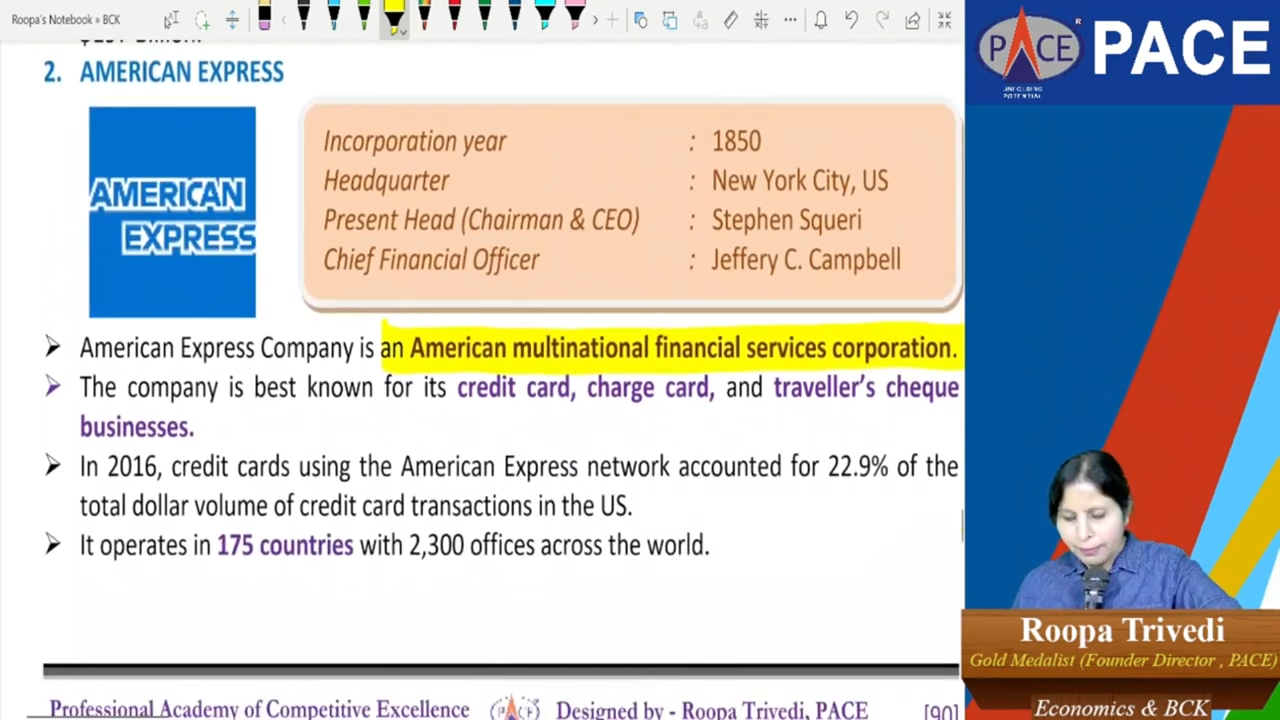 Roopa's Notebook » BCK
2. AMERICAN EXPRESS
AMERICAN
EXPRESS
Incorporation year : 1850
Headquarter : New York City, US
Present Head (Chairman & CEO) : Stephen Squeri
Chief Financial Officer : Jeffery C. Campbell
➢ American Express Company is an American multinational financial services corporation.
➢ The company is best known for its credit card, charge card, and traveller's cheque
businesses.
➢ In 2016, credit cards using the American Express network accounted for 22.9% of the
total dollar volume of credit card transactions in the US.
➢ It operates in 175 countries with 2,300 offices across the world.
Professional Academy of Competitive Excellence PACE Designed by - Roopa Trivedi, PACE [90]
PACE ® PACE
POTENTIAL
Roopa Trivedi
Gold Medalist (Founder Director , PACE)
Economics & BCK